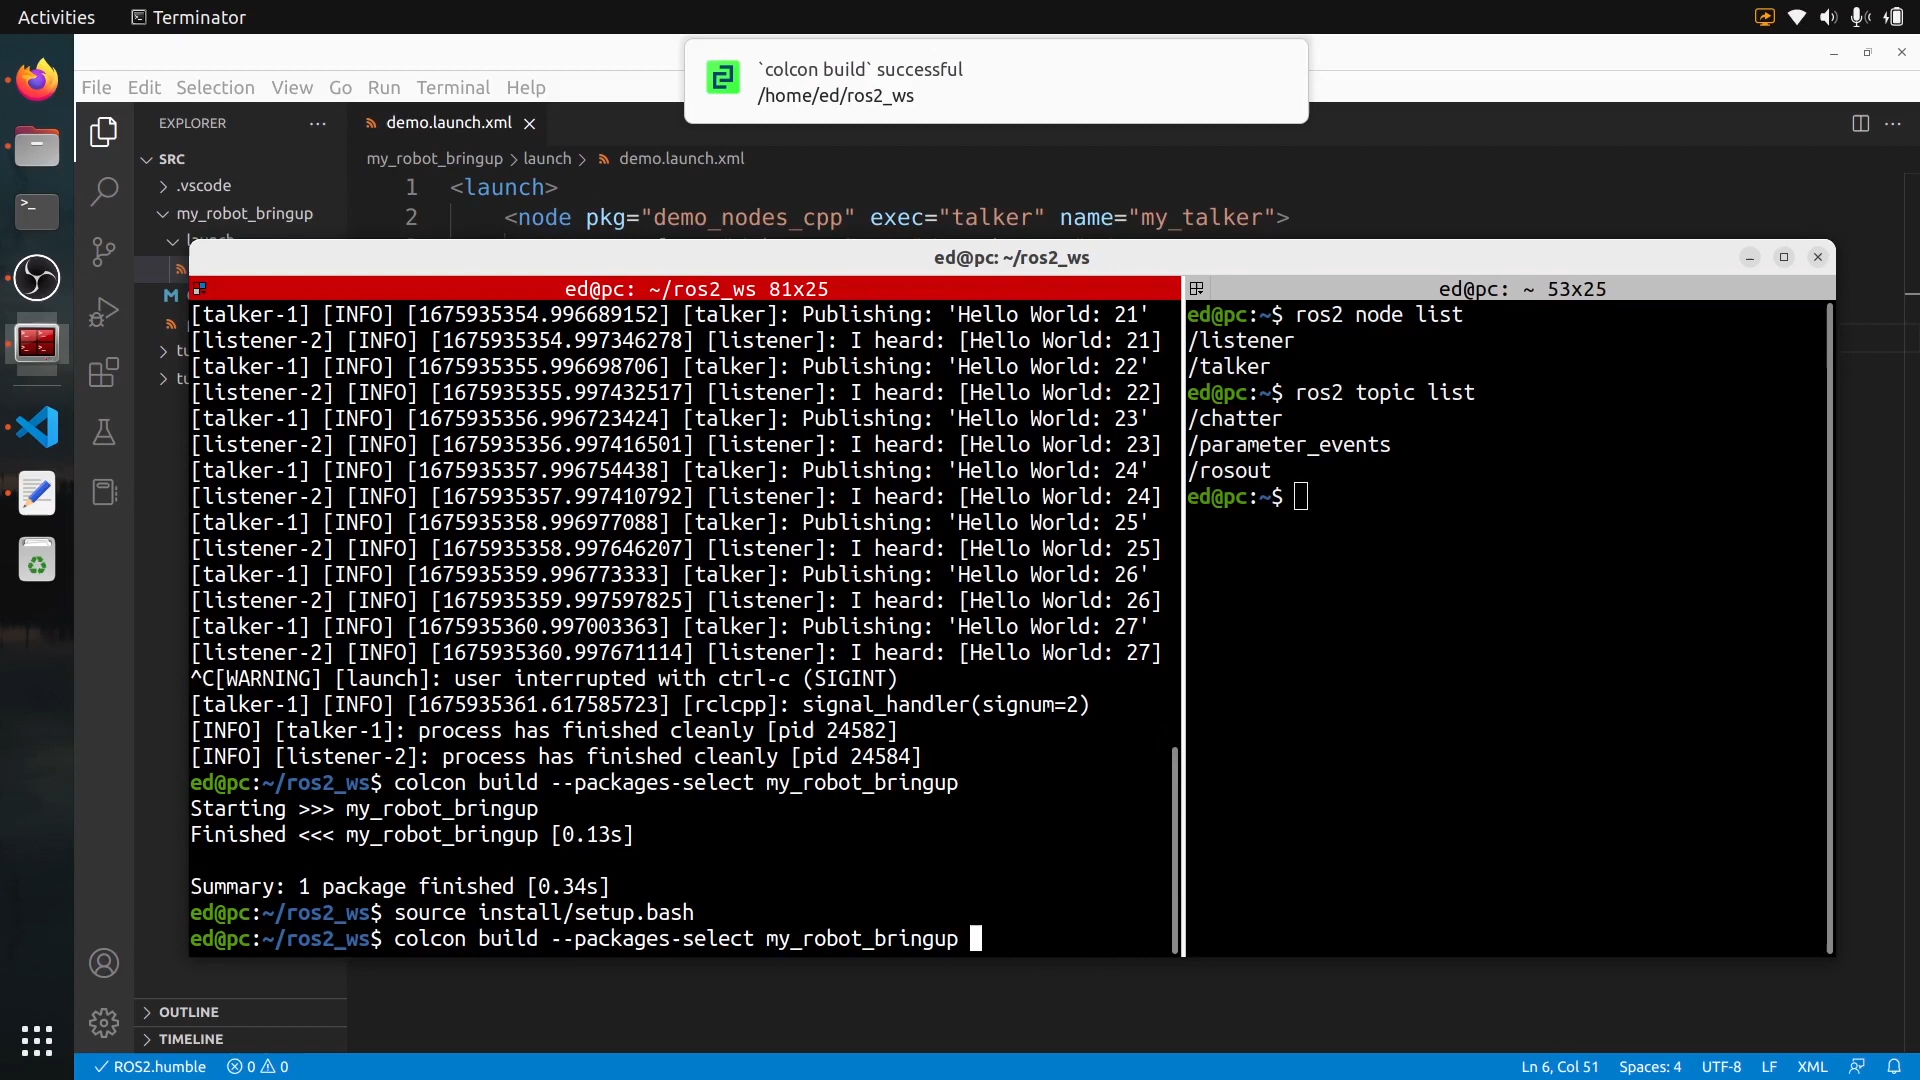 Activities
Terminator
`colcon build` successful
/home/ed/ros2_ws
File Edit Selection View Go Run Terminal Help
EXPLORER
demo.launch.xml
SRC
.vscode
my_robot_bringup
my_robot_bringup > launch > demo.launch.xml
1 <launch>
2 <node pkg="demo_nodes_cpp" exec="talker" name="my_talker">
ed@pc: ~/ros2_ws
ed@pc: ~/ros2_ws 81x25
[talker-1] [INFO] [1675935354.996689152] [talker]: Publishing: 'Hello World: 21'
[listener-2] [INFO] [1675935354.997346278] [listener]: I heard: [Hello World: 21]
[talker-1] [INFO] [1675935355.996698706] [talker]: Publishing: 'Hello World: 22'
[listener-2] [INFO] [1675935355.997432517] [listener]: I heard: [Hello World: 22]
[talker-1] [INFO] [1675935356.996723424] [talker]: Publishing: 'Hello World: 23'
[listener-2] [INFO] [1675935356.997416501] [listener]: I heard: [Hello World: 23]
[talker-1] [INFO] [1675935357.996754438] [talker]: Publishing: 'Hello World: 24'
[listener-2] [INFO] [1675935357.997410792] [listener]: I heard: [Hello World: 24]
[talker-1] [INFO] [1675935358.996977088] [talker]: Publishing: 'Hello World: 25'
[listener-2] [INFO] [1675935358.997646207] [listener]: I heard: [Hello World: 25]
[talker-1] [INFO] [1675935359.996773333] [talker]: Publishing: 'Hello World: 26'
[listener-2] [INFO] [1675935359.997597825] [listener]: I heard: [Hello World: 26]
[talker-1] [INFO] [1675935360.997003363] [talker]: Publishing: 'Hello World: 27'
[listener-2] [INFO] [1675935360.997671114] [listener]: I heard: [Hello World: 27]
^C[WARNING] [launch]: user interrupted with ctrl-c (SIGINT)
[talker-1] [INFO] [1675935361.617585723] [rclcpp]: signal_handler(signum=2)
[INFO] [talker-1]: process has finished cleanly [pid 24582]
[INFO] [listener-2]: process has finished cleanly [pid 24584]
ed@pc:~/ros2_ws$ colcon build --packages-select my_robot_bringup
Starting >>> my_robot_bringup
Finished <<< my_robot_bringup [0.13s]
Summary: 1 package finished [0.34s]
ed@pc:~/ros2_ws$ source install/setup.bash
ed@pc:~/ros2_ws$ colcon build --packages-select my_robot_bringup
ed@pc: ~ 53x25
ed@pc:~$ ros2 node list
/listener
/talker
ed@pc:~$ ros2 topic list
/chatter
/parameter_events
/rosout
ed@pc:~$
OUTLINE
TIMELINE
ROS2.humble 0 0
Ln 6, Col 51 Spaces: 4 UTF-8 LF XML